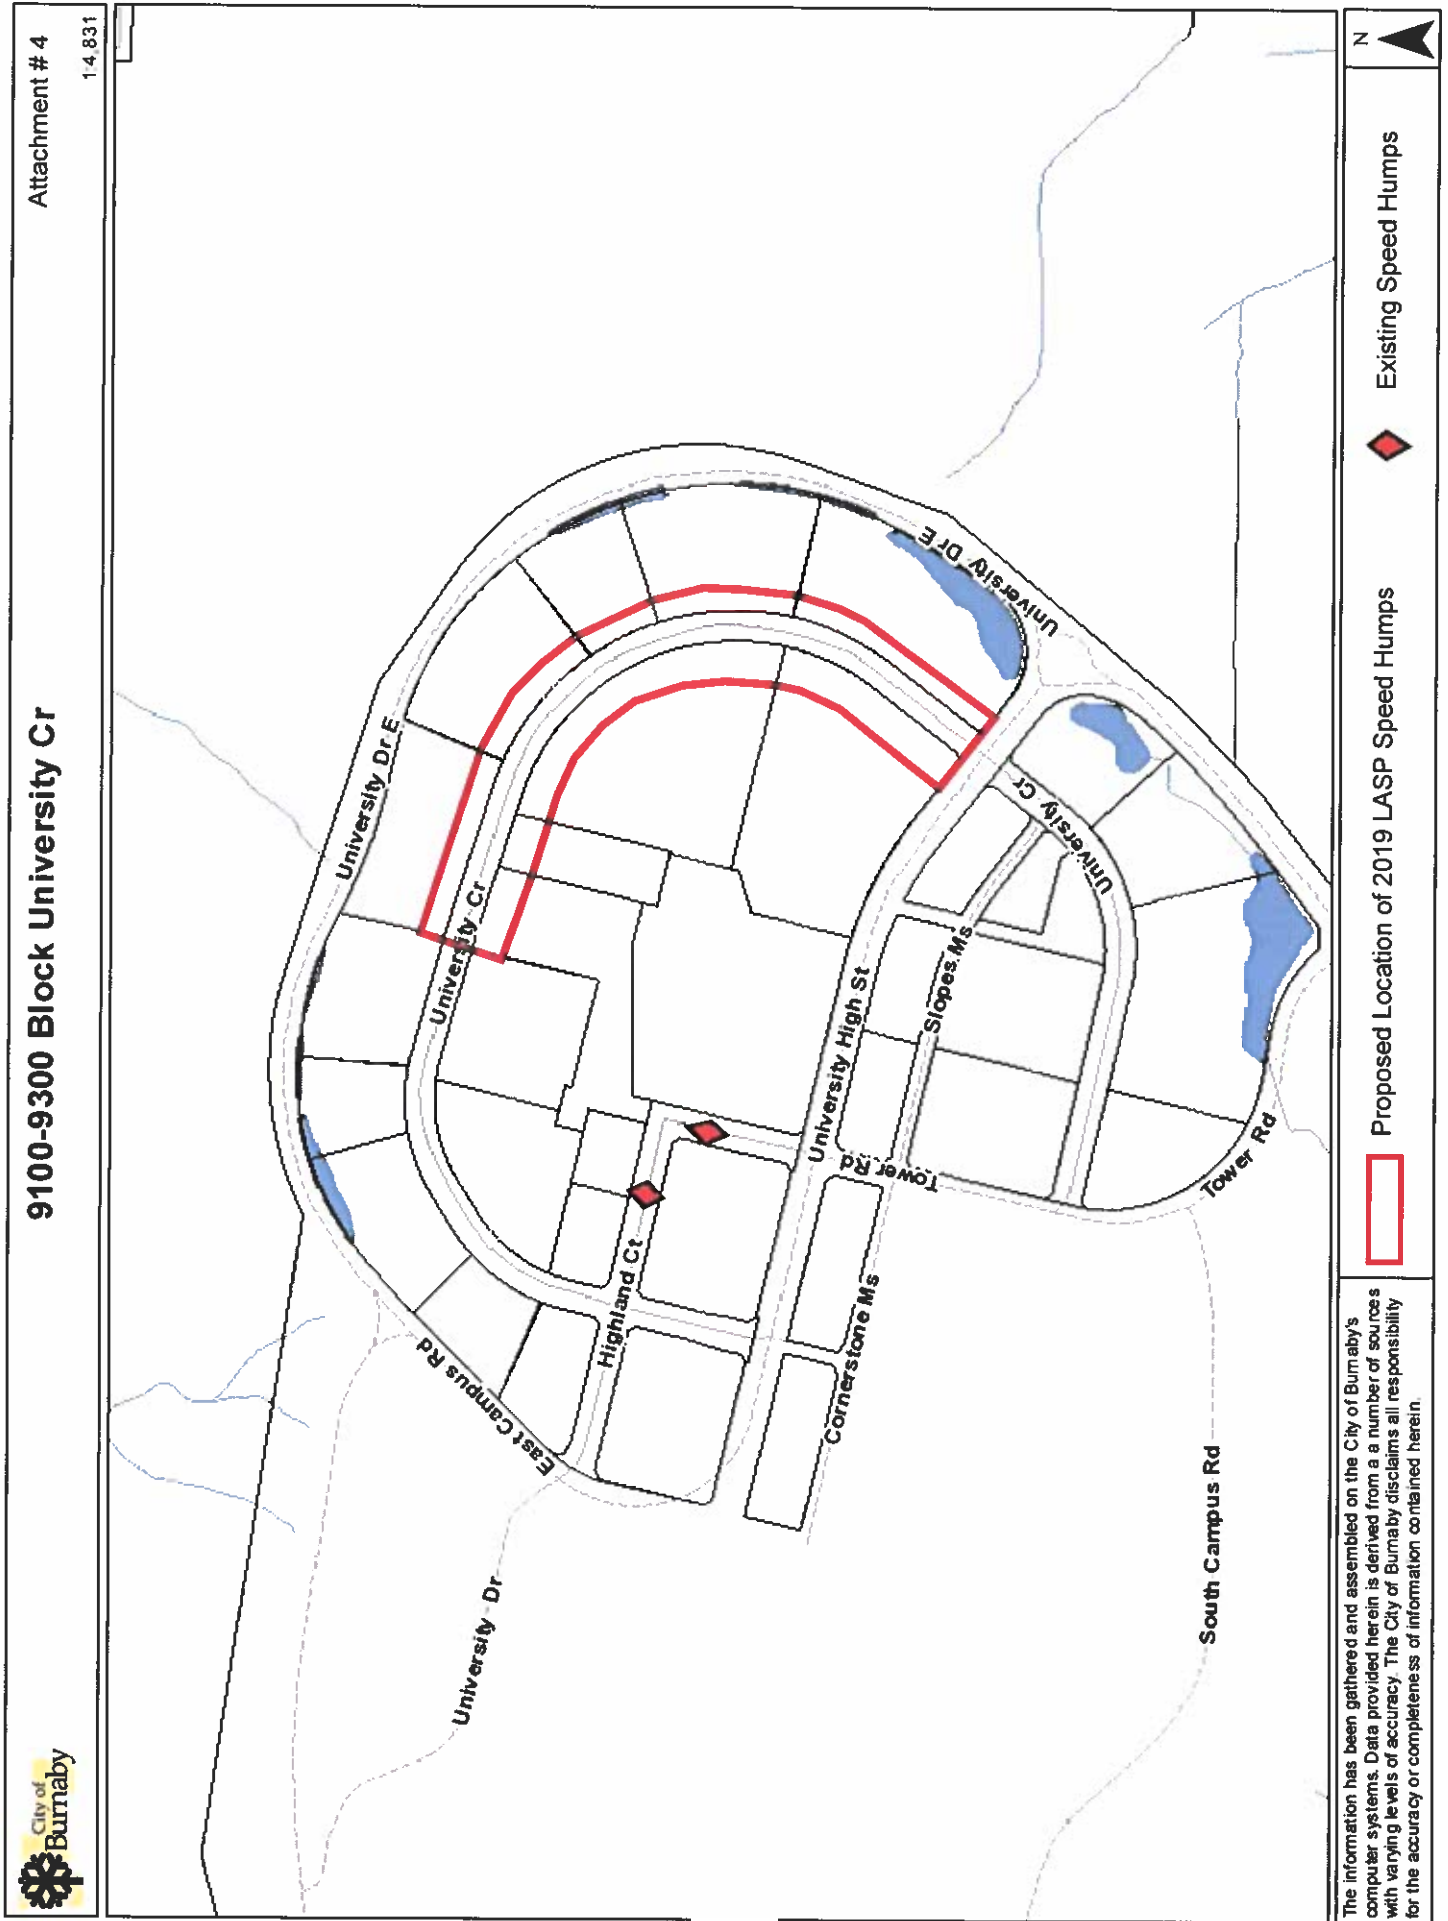 City of
Burnaby
9100-9300 Block University Cr
Attachment # 4
1:4,831
University Dr E
University Cr
University Dr E
East Campus Rd
Highland Ct
University Dr
University High St
Tower Rd
Slopes Ms
University Cr
Cornerstone Ms
Tower Rd
South Campus Rd
The information has been gathered and assembled on the City of Burnaby's
computer systems. Data provided herein is derived from a a number of sources
with varying levels of accuracy. The City of Burnaby disclaims all responsibility
for the accuracy or completeness of information contained herein.
Proposed Location of 2019 LASP Speed Humps
Existing Speed Humps
N